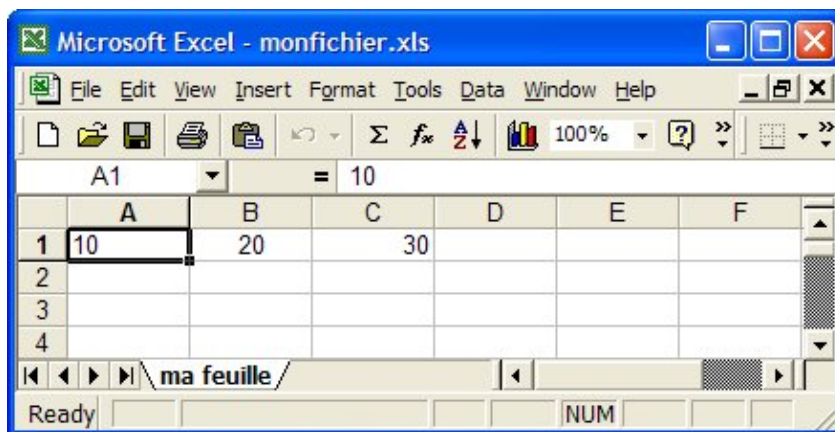 Microsoft Excel - monfichier.xls
File Edit View Insert Format Tools Data Window Help
Σ fx A Z 100% ?
A1 = 10
A B C D E F
1 10 20 30
2
3
4
ma feuille
Ready NUM